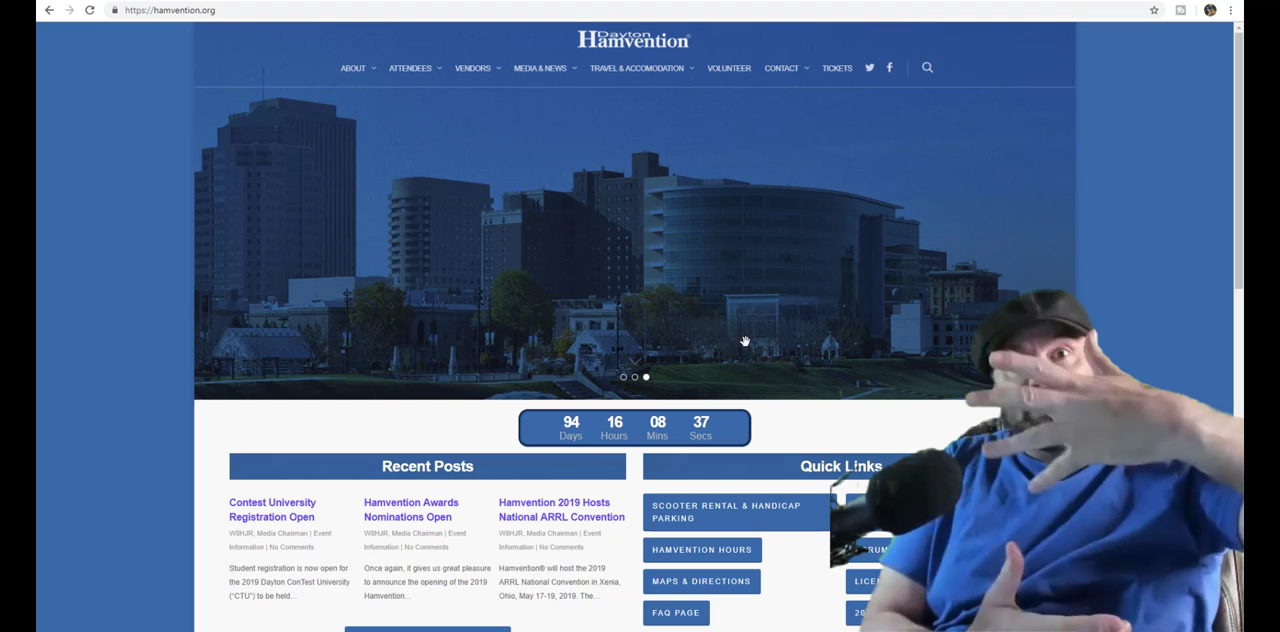 https://hamvention.org
Dayton
Hamvention®
ABOUT ATTENDEES VENDORS MEDIA & NEWS TRAVEL & ACCOMODATION VOLUNTEER CONTACT TICKETS
94 16 08 37
Days Hours Mins Secs
Recent Posts
Contest University
Registration Open
W8HJR, Media Chairman | Event
Information | No Comments
Student registration is now open for
the 2019 Dayton ConTest University
("CTU") to be held...
Hamvention Awards
Nominations Open
W8HJR, Media Chairman | Event
Information | No Comments
Once again, it gives us great pleasure
to announce the opening of the 2019
Hamvention...
Hamvention 2019 Hosts
National ARRL Convention
W8HJR, Media Chairman | Event
Information | No Comments
Hamvention® will host the 2019
ARRL National Convention in Xenia,
Ohio, May 17-19, 2019. The...
Quick Links
SCOOTER RENTAL & HANDICAP
PARKING
HAMVENTION HOURS
MAPS & DIRECTIONS
FAQ PAGE